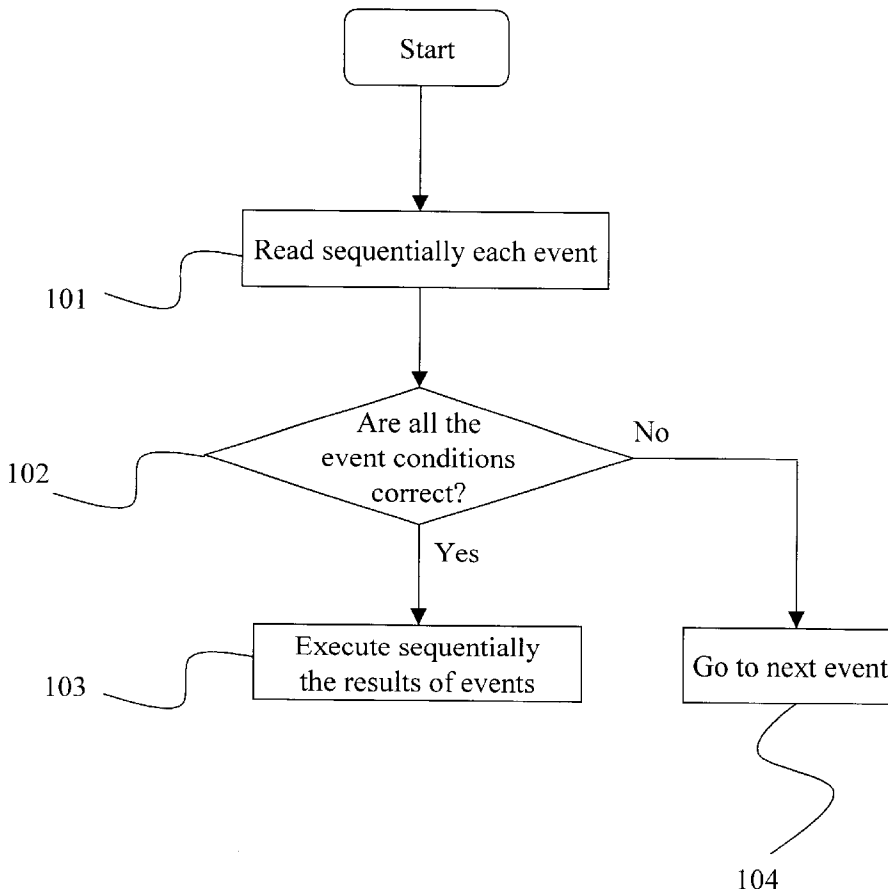 Start
Read sequentially each event
101
Are all the
event conditions
correct?
No
102
Yes
Execute sequentially
the results of events
Go to next event
103
104